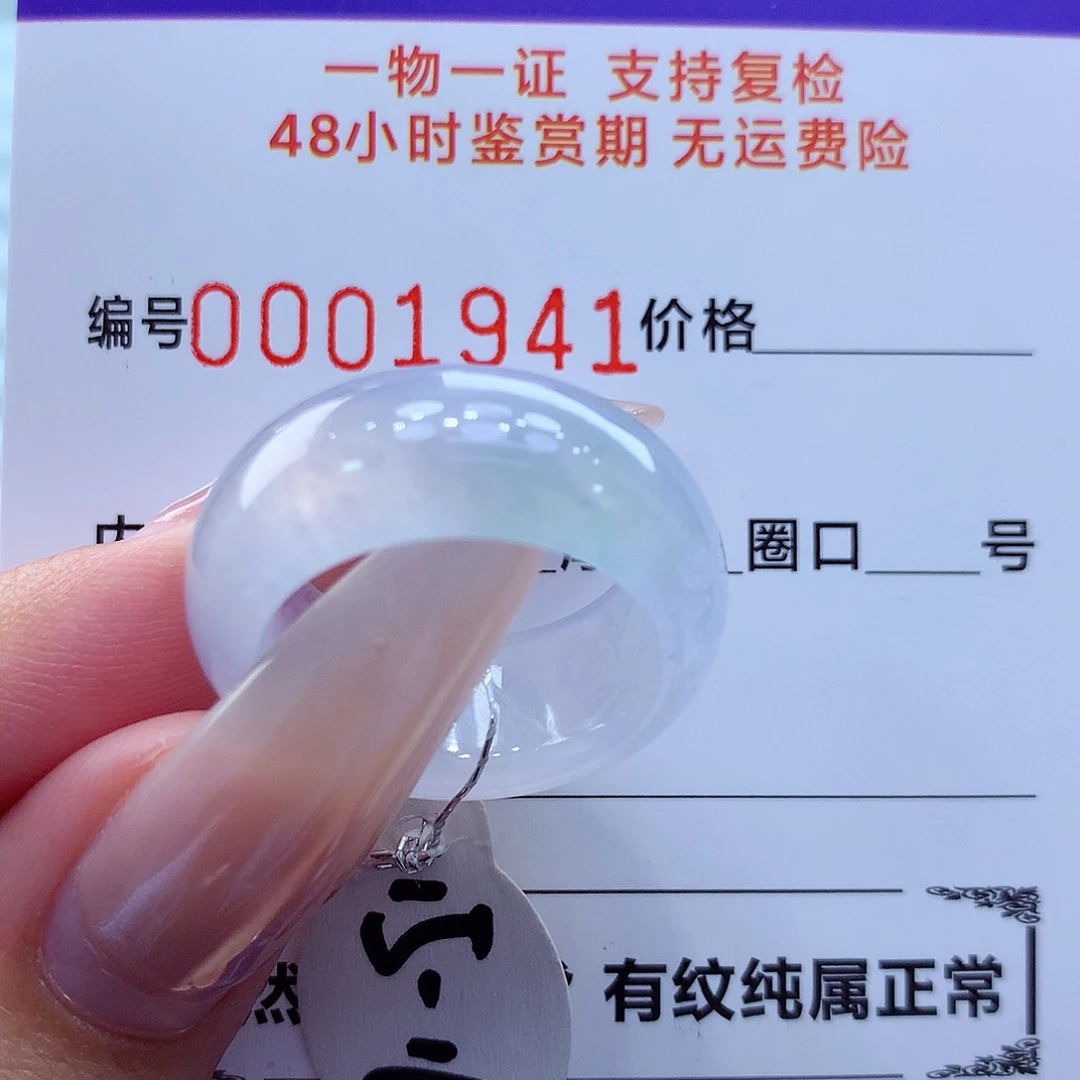 一物一证 支持复检
48小时鉴赏期 无运费险
编号0001941价格
内 圈口 号
然 有纹纯属正常